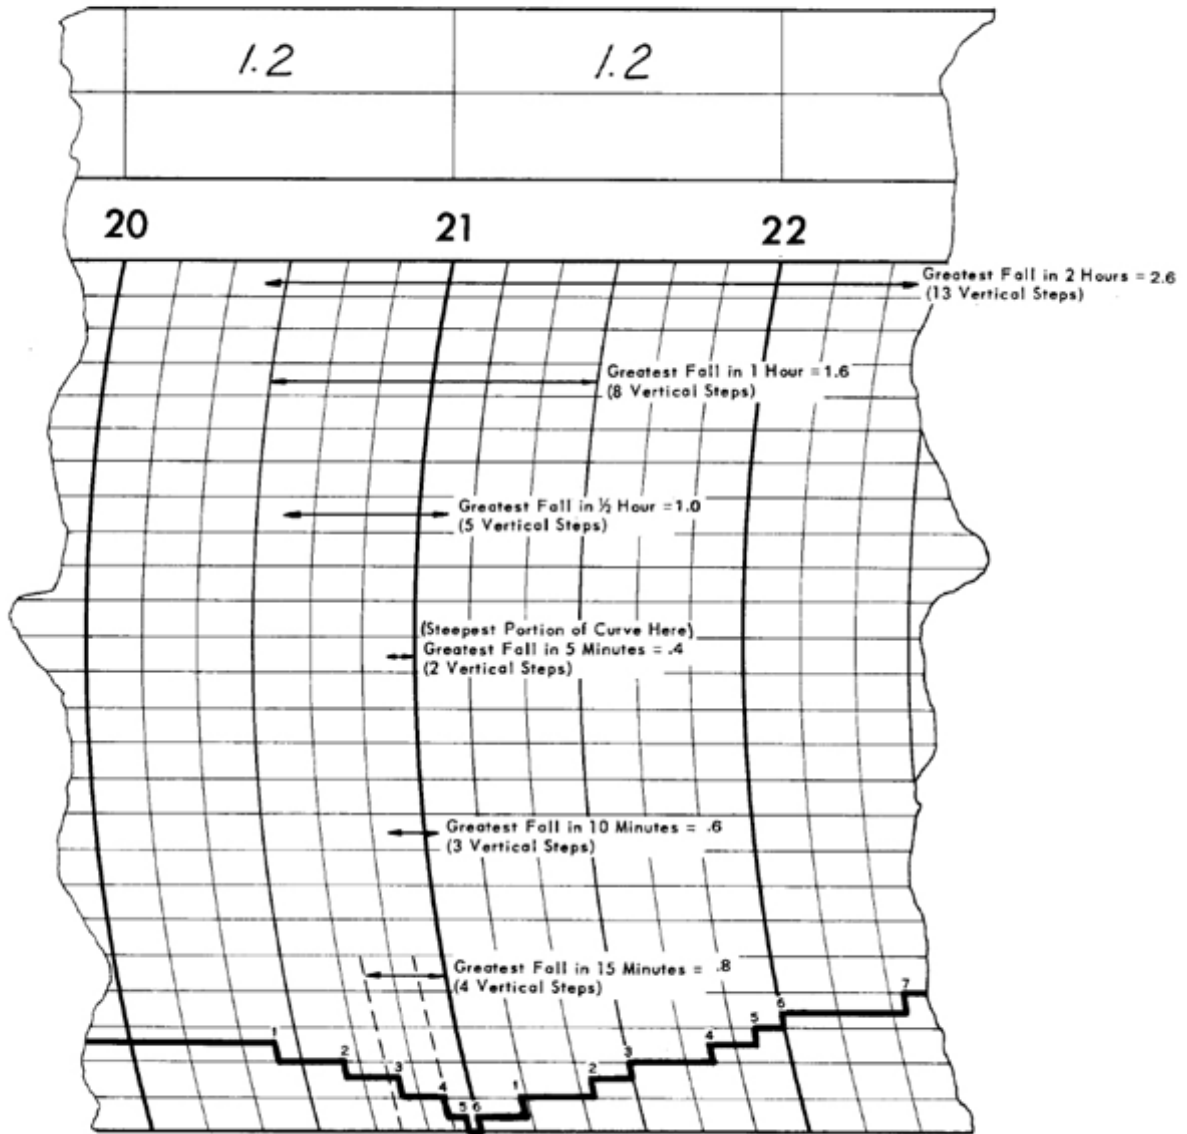 1.2 1.2
20 21 22
Greatest Fall in 2 Hours = 2.6
(13 Vertical Steps)
Greatest Fall in 1 Hour = 1.6
(8 Vertical Steps)
Greatest Fall in ½ Hour = 1.0
(5 Vertical Steps)
(Steepest Portion of Curve Here)
Greatest Fall in 5 Minutes = .4
(2 Vertical Steps)
Greatest Fall in 10 Minutes = .6
(3 Vertical Steps)
Greatest Fall in 15 Minutes = .8
(4 Vertical Steps)
1 2 3 4 5 6 1 2 3 4 5 6 7